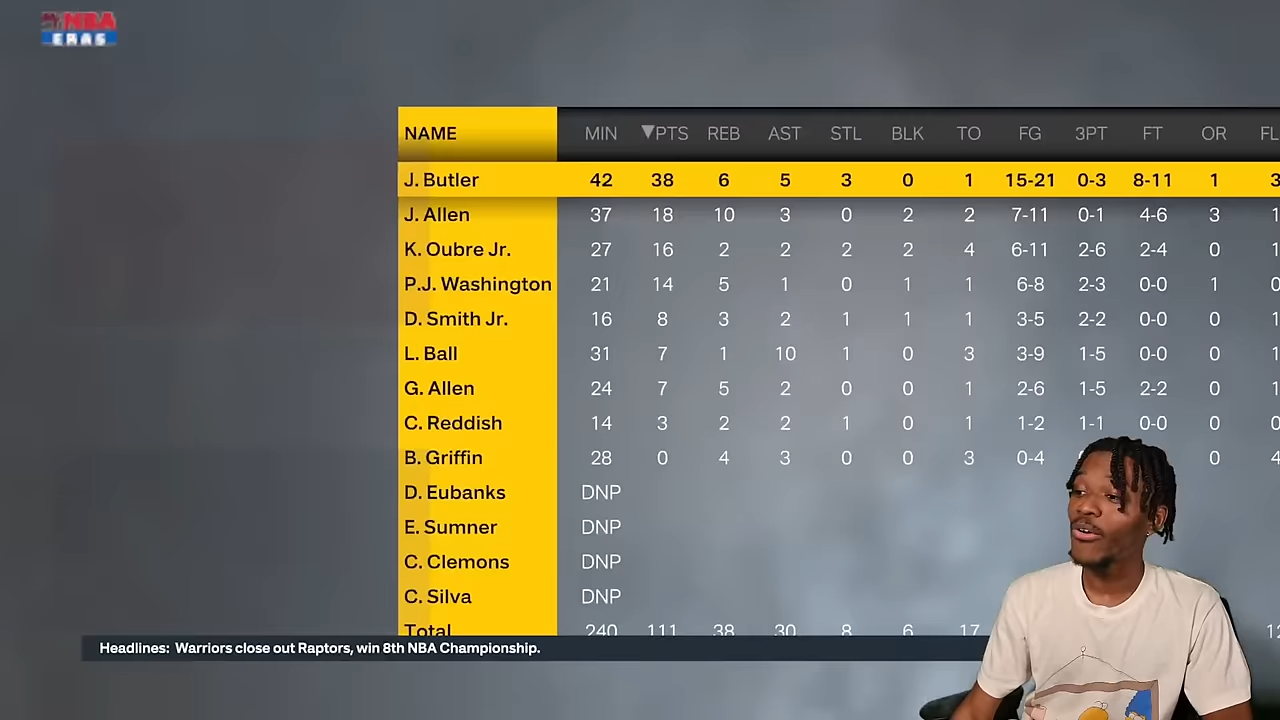 NBA
ERAS
NAME MIN ▼PTS REB AST STL BLK TO FG 3PT FT OR
J. Butler 42 38 6 5 3 0 1 15-21 0-3 8-11 1 3
J. Allen 37 18 10 3 0 2 2 7-11 0-1 4-6 3 1
K. Oubre Jr. 27 16 2 2 2 2 4 6-11 2-6 2-4 0 1
P.J. Washington 21 14 5 1 0 1 1 6-8 2-3 0-0 1 0
D. Smith Jr. 16 8 3 2 1 1 1 3-5 2-2 0-0 0 1
L. Ball 31 7 1 10 1 0 3 3-9 1-5 0-0 0 1
G. Allen 24 7 5 2 0 0 1 2-6 1-5 2-2 0 1
C. Reddish 14 3 2 2 1 0 1 1-2 1-1 0-0 0 0
B. Griffin 28 0 4 3 0 0 3 0-4 0 4
D. Eubanks DNP
E. Sumner DNP
C. Clemons DNP
C. Silva DNP
Total 240 111 38 30 8 6 17
Headlines: Warriors close out Raptors, win 8th NBA Championship.